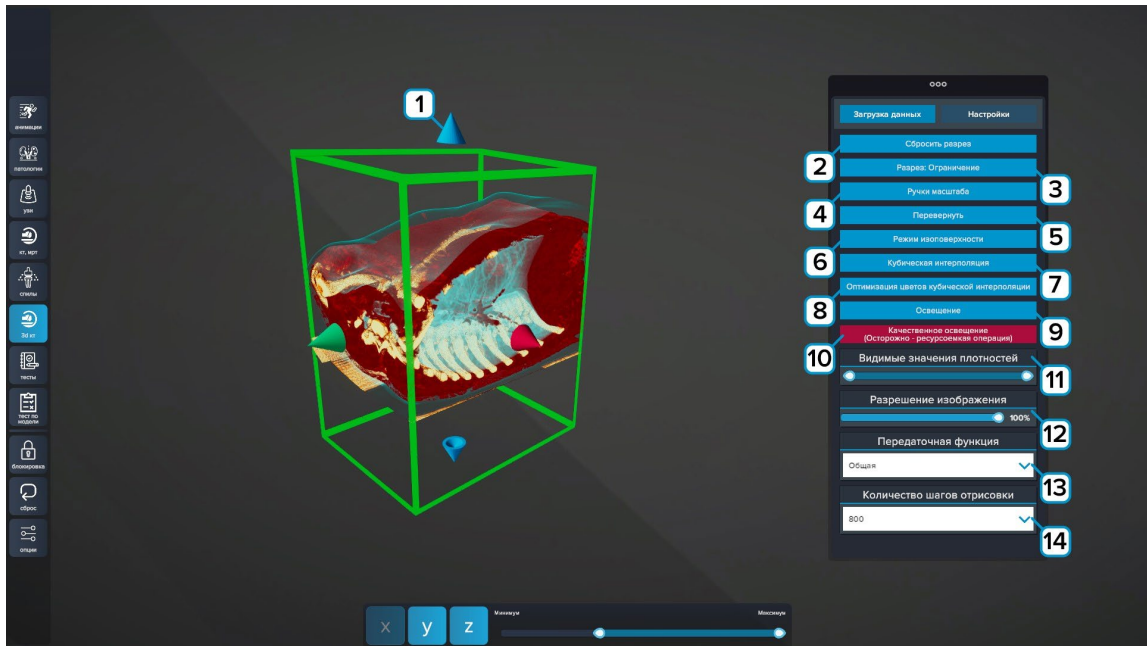 анимации
патологии
узи
кт, мрт
спилы
3d кт
тесты
тест по
модели
блокировка
сброс
опции
1
Загрузка данных
Настройки
Сбросить разрез
2
Разрез: Ограничение
3
Ручки масштаба
4
Перевернуть
5
Режим изоповерхности
6
Кубическая интерполяция
7
Оптимизация цветов кубической интерполяции
8
Освещение
9
Качественное освещение
(Осторожно - ресурсоемкая операция)
10
Видимые значения плотностей
11
Разрешение изображения
100%
12
Передаточная функция
Общая
13
Количество шагов отрисовки
800
14
x y z
Минимум
Максимум